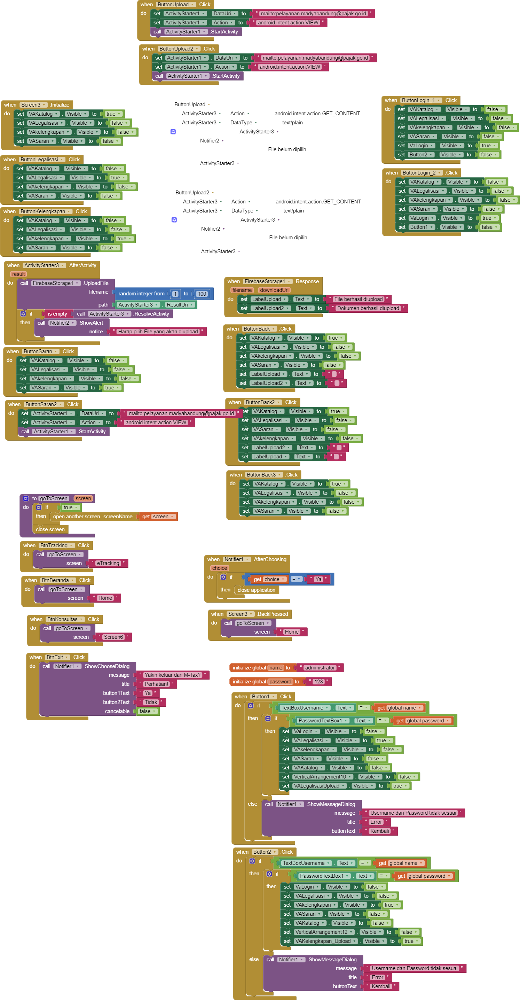 when ButtonUpload .Click
do set ActivityStarter1 . DataUri to “ mailto:pelayanan.madyabandung@pajak.go.id ”
set ActivityStarter1 . Action to “ android.intent.action.VIEW ”
call ActivityStarter1 .StartActivity
when ButtonUpload2 .Click
do set ActivityStarter1 . DataUri to “ mailto:pelayanan.madyabandung@pajak.go.id ”
set ActivityStarter1 . Action to “ android.intent.action.VIEW ”
call ActivityStarter1 .StartActivity
when Screen3 .Initialize
do set VAKatalog . Visible to true
set VALegalisasi . Visible to false
set VAkelengkapan . Visible to false
set VASaran . Visible to false
when ButtonLegalisasi .Click
do set VAKatalog . Visible to false
set VALegalisasi . Visible to true
set VAkelengkapan . Visible to false
set VASaran . Visible to false
when ButtonKelengkapan .Click
do set VAKatalog . Visible to false
set VALegalisasi . Visible to false
set VAkelengkapan . Visible to true
set VASaran . Visible to false
ButtonUpload
ActivityStarter3 Action android.intent.action.GET_CONTENT
ActivityStarter3 DataType text/plain
ActivityStarter3
Notifier2
File belum dipilih
ActivityStarter3
ButtonUpload2
ActivityStarter3 Action android.intent.action.GET_CONTENT
ActivityStarter3 DataType text/plain
ActivityStarter3
Notifier2
File belum dipilih
ActivityStarter3
when ButtonLogin_1 .Click
do set VAKatalog . Visible to false
set VALegalisasi . Visible to false
set VAkelengkapan . Visible to false
set VASaran . Visible to false
set VaLogin . Visible to true
set Button2 . Visible to false
when ButtonLogin_2 .Click
do set VAKatalog . Visible to false
set VALegalisasi . Visible to false
set VAkelengkapan . Visible to false
set VASaran . Visible to false
set VaLogin . Visible to true
set Button1 . Visible to false
when ActivityStarter3 .AfterActivity
result
do call FirebaseStorage1 .UploadFile
filename random integer from 1 to 100
path ActivityStarter3 . ResultUri
if is empty call ActivityStarter3 .ResolveActivity
then call Notifier2 .ShowAlert
notice “ Harap pilih File yang akan diupload ”
when ButtonSaran .Click
do set VAKatalog . Visible to false
set VALegalisasi . Visible to false
set VAkelengkapan . Visible to false
set VASaran . Visible to true
when ButtonSaran2 .Click
do set ActivityStarter1 . DataUri to “ mailto:pelayanan.madyabandung@pajak.go.id ”
set ActivityStarter1 . Action to “ android.intent.action.VIEW ”
call ActivityStarter1 .StartActivity
when FirebaseStorage1 .Response
filename downloadUrl
do set LabelUpload . Text to “ File berhasil diupload ”
set LabelUpload2 . Text to “ Dokumen berhasil diupload ”
when ButtonBack .Click
do set VAKatalog . Visible to true
set VALegalisasi . Visible to false
set VAkelengkapan . Visible to false
set VASaran . Visible to false
set LabelUpload . Text to “ ”
set LabelUpload2 . Text to “ ”
when ButtonBack2 .Click
set VAKatalog . Visible to true
set VALegalisasi . Visible to false
set VASaran . Visible to false
set VAkelengkapan . Visible to false
set LabelUpload2 . Text to “ ”
set LabelUpload . Text to “ ”
when ButtonBack3 .Click
do set VAKatalog . Visible to true
set VALegalisasi . Visible to false
set VAkelengkapan . Visible to false
set VASaran . Visible to false
to goToScreen screen
do if true
then open another screen screenName get screen
close screen
when BtnTracking .Click
do call goToScreen
screen “ eTracking ”
when BtnBeranda .Click
do call goToScreen
screen “ Home ”
when BtnKonsultas .Click
do call goToScreen
screen “ Screen6 ”
when BtnExit .Click
do call Notifier1 .ShowChooseDialog
message “ Yakin keluar dari M-Tax? ”
title “ Perhatian! ”
button1Text “ Ya ”
button2Text “ Tidak ”
cancelable false
when Notifier1 .AfterChoosing
choice
do if get choice = “ Ya ”
then close application
when Screen3 .BackPressed
do call goToScreen
screen “ Home ”
initialize global name to “ administrator ”
initialize global password to “ 123 ”
when Button1 .Click
do if TextBoxUsername . Text = get global name
then if PasswordTextBox1 . Text = get global password
then set VaLogin . Visible to false
set VALegalisasi . Visible to true
set VAkelengkapan . Visible to false
set VASaran . Visible to false
set VAKatalog . Visible to false
set VerticalArrangement10 . Visible to false
set VALegalisasiUpload . Visible to true
else call Notifier1 .ShowMessageDialog
message “ Username dan Password tidak sesuai ”
title “ Error ”
buttonText “ Kembali ”
when Button2 .Click
do if TextBoxUsername . Text = get global name
then if PasswordTextBox1 . Text = get global password
then set VaLogin . Visible to false
set VALegalisasi . Visible to false
set VAkelengkapan . Visible to true
set VASaran . Visible to false
set VAKatalog . Visible to false
set VerticalArrangement12 . Visible to false
set VAKelengkapan_Upload . Visible to true
else call Notifier1 .ShowMessageDialog
message “ Username dan Password tidak sesuai ”
title “ Error ”
buttonText “ Kembali ”